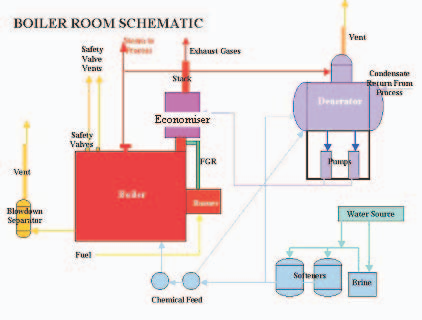 BOILER ROOM SCHEMATIC
Steam to
Process
Safety
Valve
Vents
Exhaust Gases
Vent
Stack
Condensate
Return From
Process
Deaerator
Economiser
Safety
Valves
FGR
Pumps
Vent
Boiler
Burner
Blowdown
Separator
Water Source
Fuel
Softeners
Brine
Chemical Feed